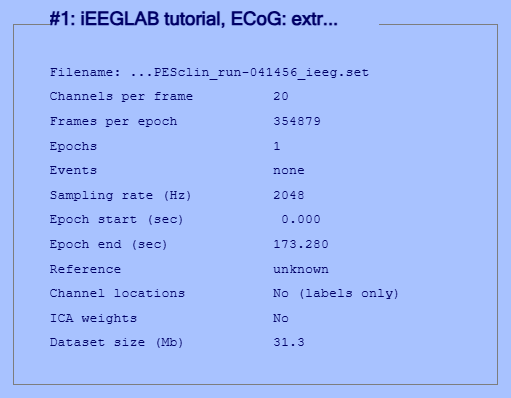 #1: iEEGLAB tutorial, ECoG: extr...
Filename: ...PESclin_run-041456_ieeg.set
Channels per frame 20
Frames per epoch 354879
Epochs 1
Events none
Sampling rate (Hz) 2048
Epoch start (sec) 0.000
Epoch end (sec) 173.280
Reference unknown
Channel locations No (labels only)
ICA weights No
Dataset size (Mb) 31.3